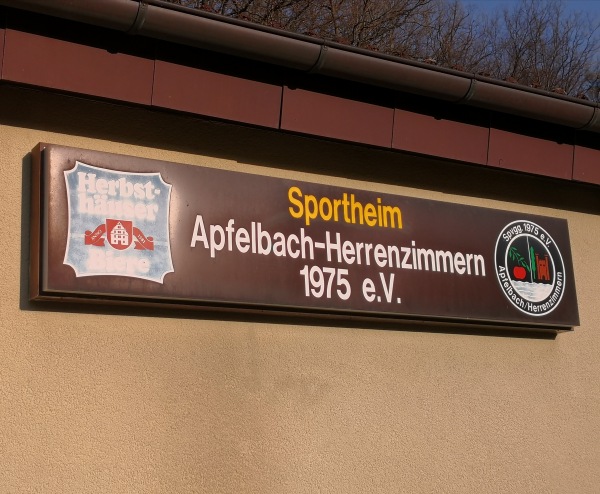 Herbst-
häuser
Sportheim
Apfelbach-Herrenzimmern
1975 e.V.
Spvgg. 1975 e.V.
Apfelbach/Herrenzimmern